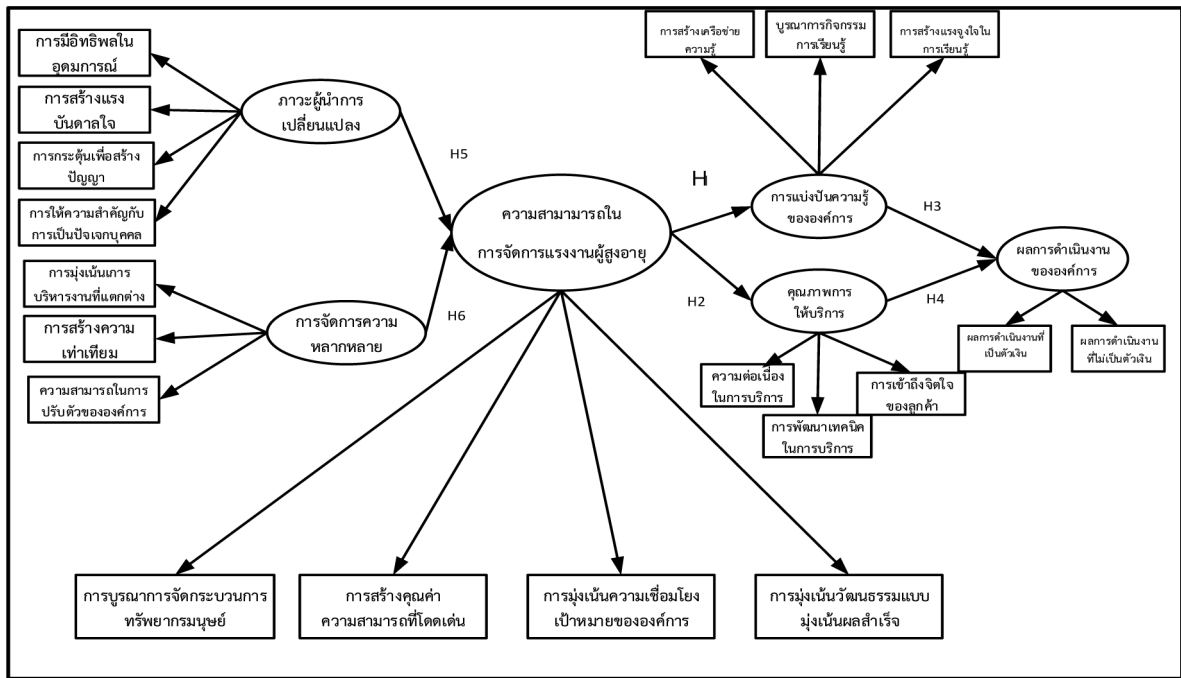 การมีอิทธิพลใน
อุดมการณ์
การสร้างแรง
บันดาลใจ
การกระตุ้นเพื่อสร้าง
ปัญญา
การให้ความสำคัญกับ
การเป็นปัจเจกบุคคล
การมุ่งเน้นเการ
บริหารงานที่แตกต่าง
การสร้างความ
เท่าเทียม
ความสามารถในการ
ปรับตัวขององค์การ
ภาวะผู้นำการ
เปลี่ยนแปลง
การจัดการความ
หลากหลาย
H5
H6
ความสามามารถใน
การจัดการแรงงานผู้สูงอายุ
H1
H2
การสร้างเครือข่าย
ความรู้
บูรณาการกิจกรรม
การเรียนรู้
การสร้างแรงจูงใจใน
การเรียนรู้
การแบ่งปันความรู้
ขององค์การ
คุณภาพการ
ให้บริการ
H3
H4
ผลการดำเนินงาน
ขององค์การ
ผลการดำเนินงานที่
เป็นตัวเงิน
ผลการดำเนินงาน
ที่ไม่เป็นตัวเงิน
ความต่อเนื่อง
ในการบริการ
การพัฒนาเทคนิค
ในการบริการ
การเข้าถึงจิตใจ
ของลูกค้า
การบูรณาการจัดกระบวนการ
ทรัพยากรมนุษย์
การสร้างคุณค่า
ความสามารถที่โดดเด่น
การมุ่งเน้นความเชื่อมโยง
เป้าหมายขององค์การ
การมุ่งเน้นวัฒนธรรมแบบ
มุ่งเน้นผลสำเร็จ